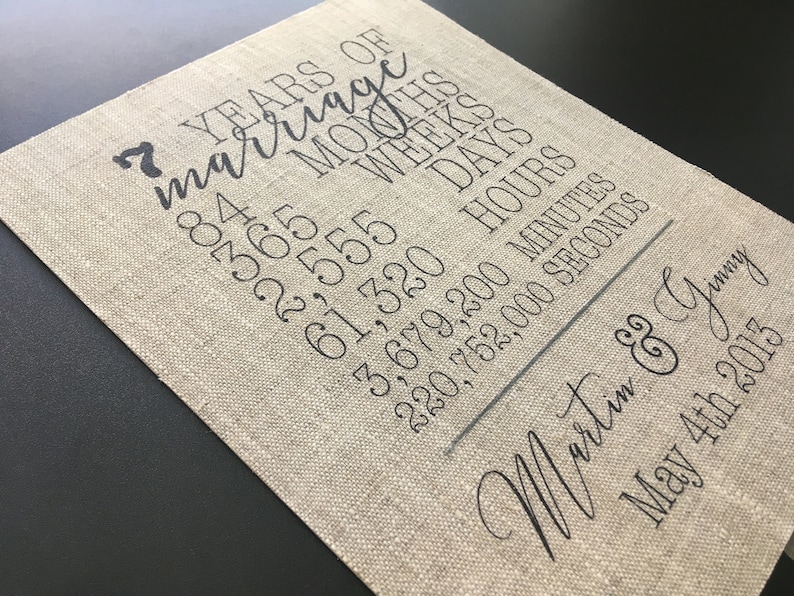 7 YEARS OF
marriage
84 MONTHS
365 WEEKS
2,555 DAYS
61,320 HOURS
3,679,200 MINUTES
220,752,000 SECONDS
Martin & Ginny
May 4th 2013